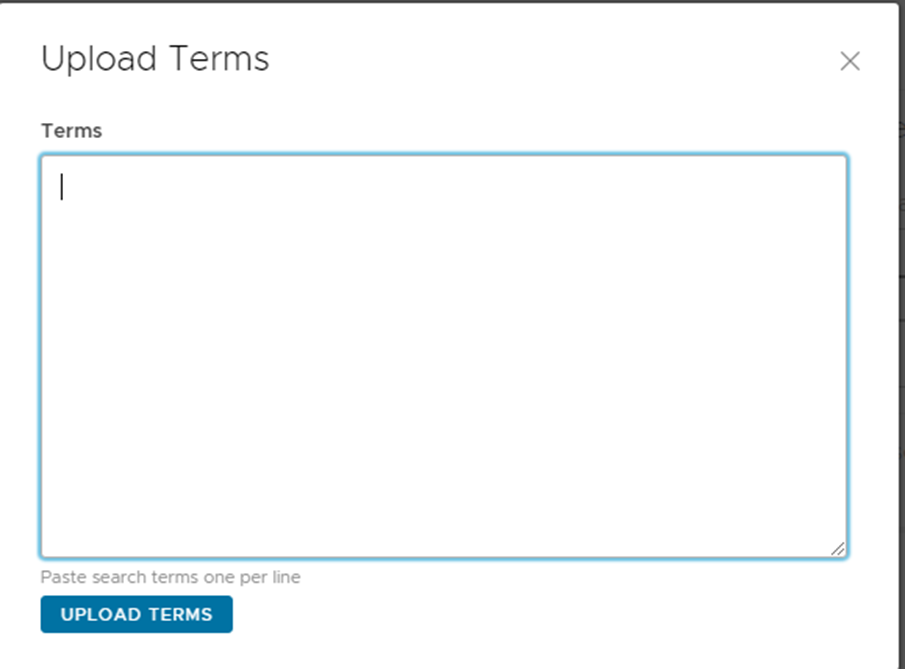 Upload Terms
Terms
Paste search terms one per line
UPLOAD TERMS